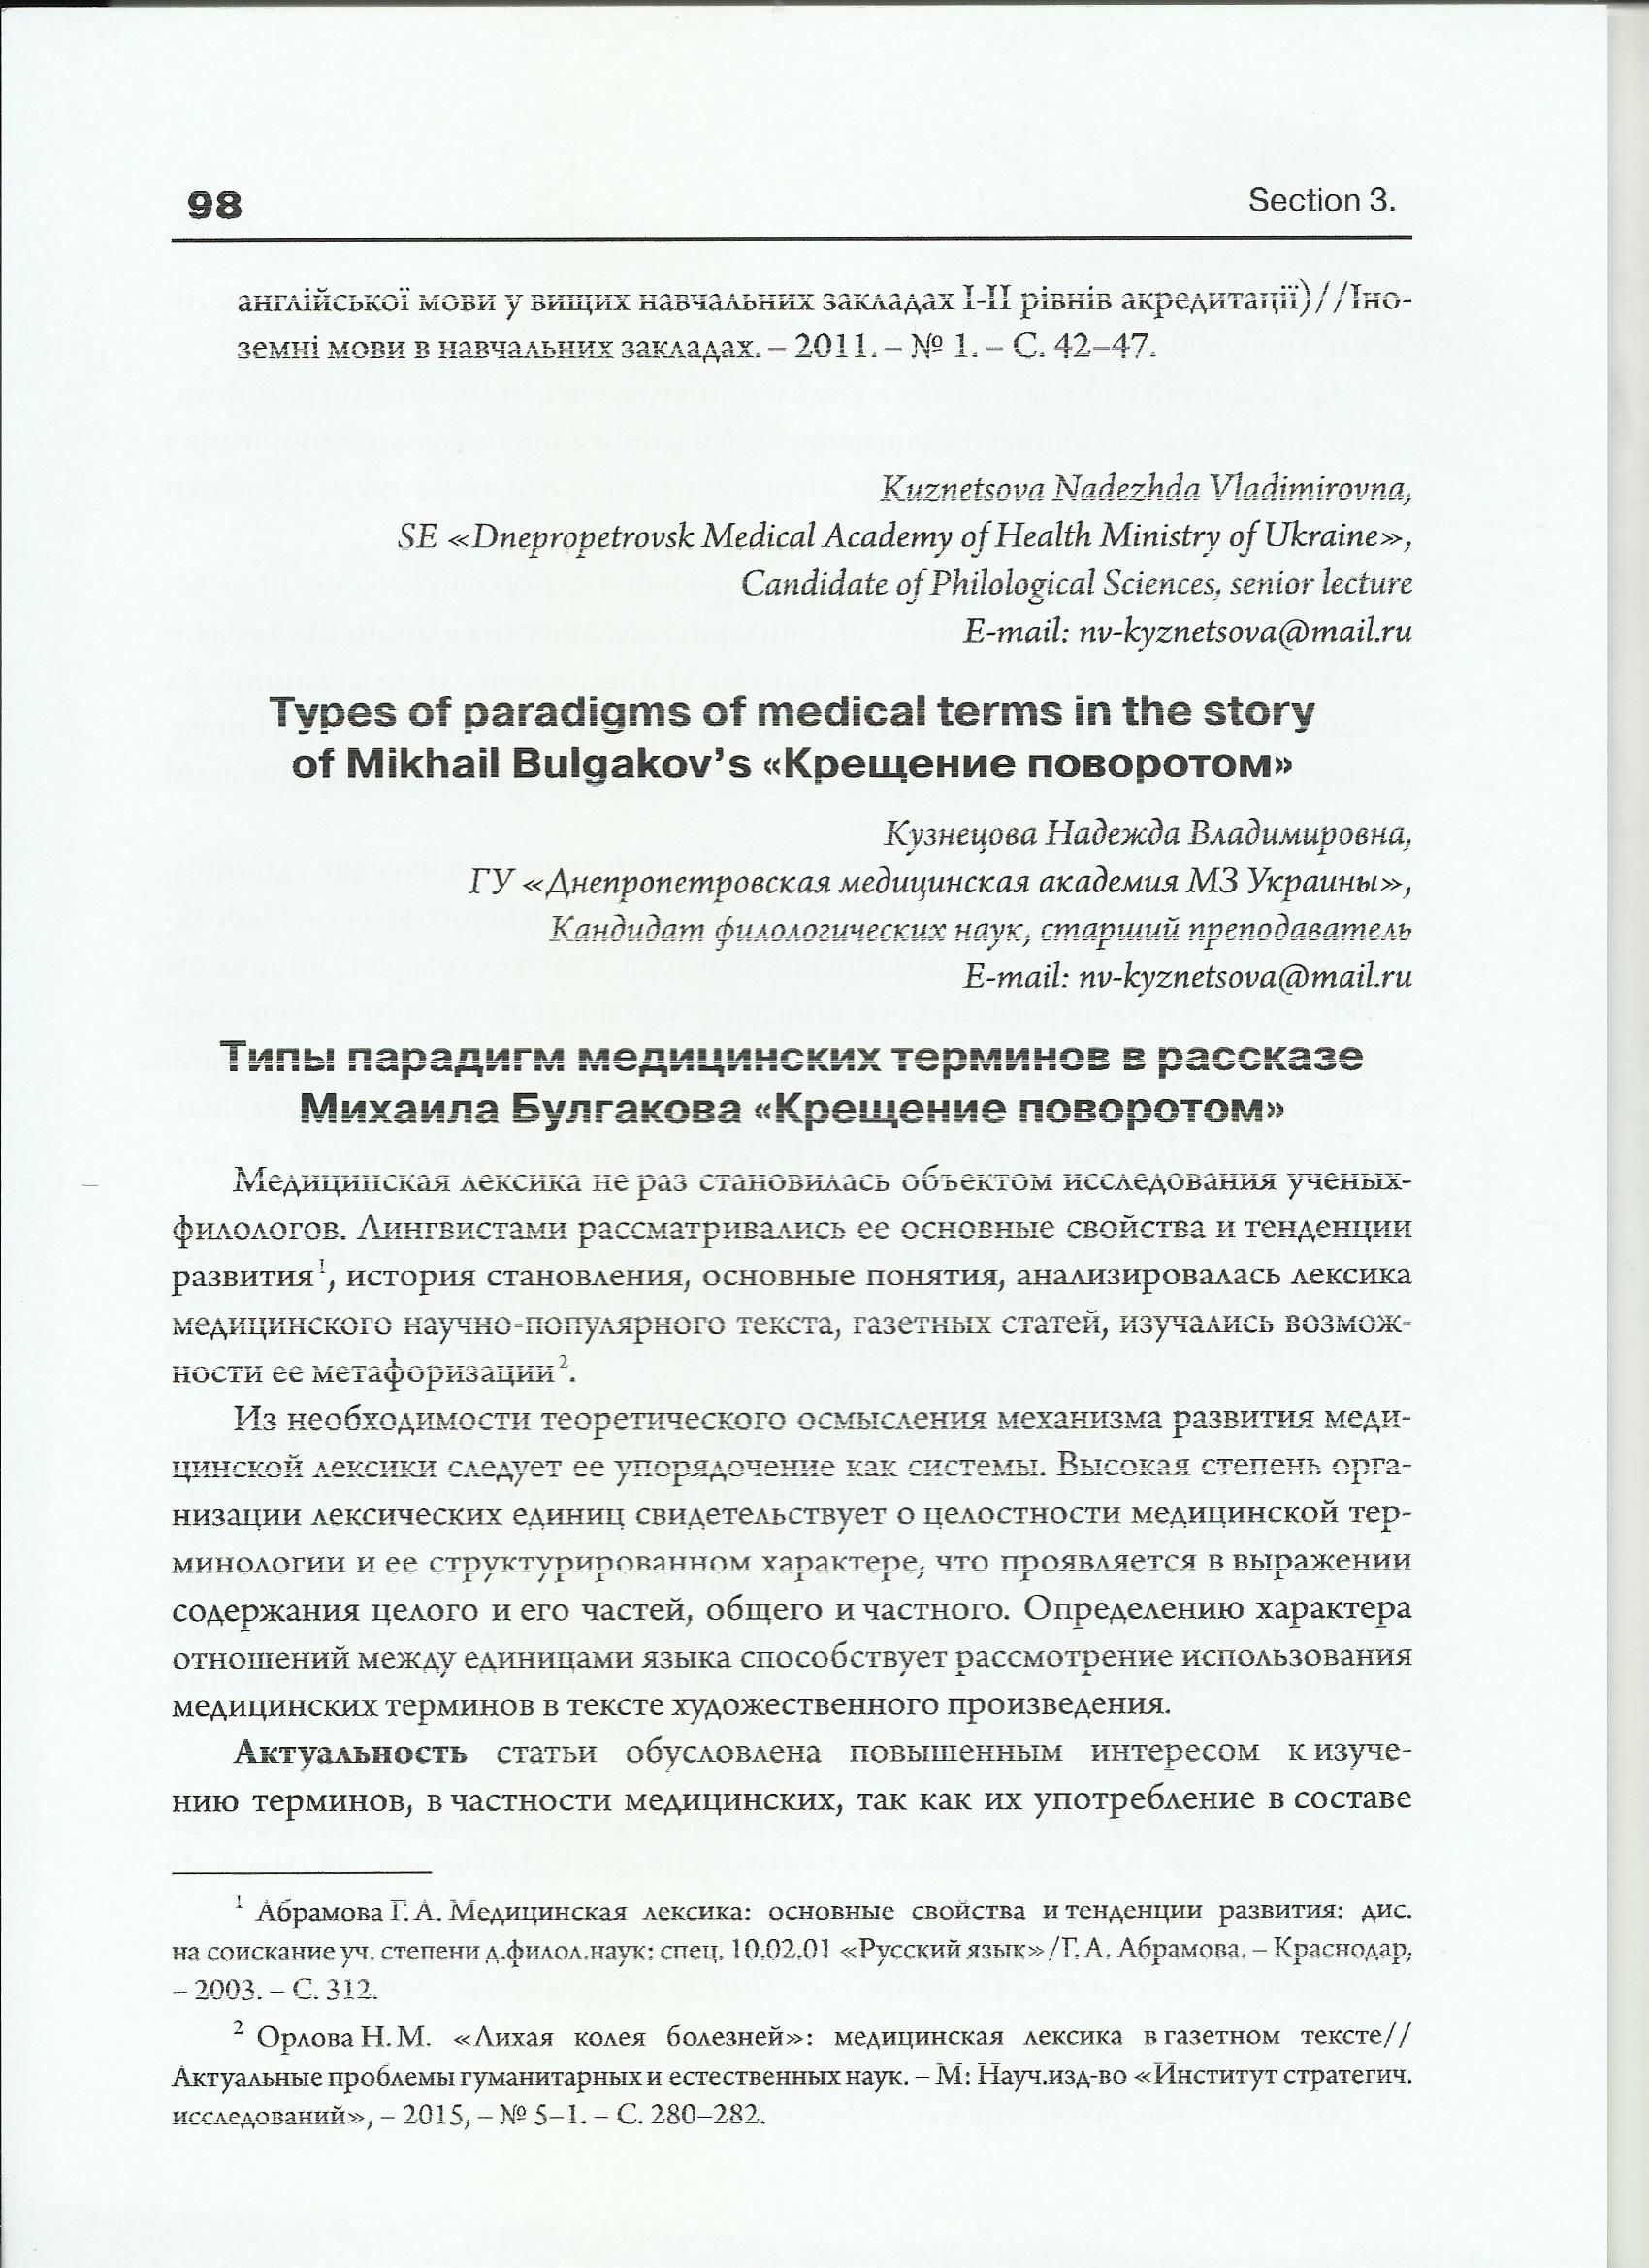 98
Section 3.
англійської мови у вищих навчальних закладах І-ІІ рівнів акредитації)//Іно-
земні мови в навчальних закладах. – 2011. – № 1. – С. 42–47.
Kuznetsova Nadezhda Vladimirovna,
SE «Dnepropetrovsk Medical Academy of Health Ministry of Ukraine»,
Candidate of Philological Sciences, senior lecture
E-mail: nv-kyznetsova@mail.ru
Types of paradigms of medical terms in the story
of Mikhail Bulgakov’s «Крещение поворотом»
Кузнецова Надежда Владимировна,
ГУ «Днепропетровская медицинская академия МЗ Украины»,
Кандидат филологических наук, старший преподаватель
E-mail: nv-kyznetsova@mail.ru
Типы парадигм медицинских терминов в рассказе
Михаила Булгакова «Крещение поворотом»
Медицинская лексика не раз становилась объектом исследования ученых-
филологов. Лингвистами рассматривались ее основные свойства и тенденции
развития¹, история становления, основные понятия, анализировалась лексика
медицинского научно-популярного текста, газетных статей, изучались возмож-
ности ее метафоризации².
Из необходимости теоретического осмысления механизма развития меди-
цинской лексики следует ее упорядочение как системы. Высокая степень орга-
низации лексических единиц свидетельствует о целостности медицинской тер-
минологии и ее структурированном характере, что проявляется в выражении
содержания целого и его частей, общего и частного. Определению характера
отношений между единицами языка способствует рассмотрение использования
медицинских терминов в тексте художественного произведения.
Актуальность статьи обусловлена повышенным интересом к изуче-
нию терминов, в частности медицинских, так как их употребление в составе
¹ Абрамова Г. А. Медицинская лексика: основные свойства и тенденции развития: дис.
на соискание уч. степени д.филол.наук: спец. 10.02.01 «Русский язык»/Г. А. Абрамова. – Краснодар,
– 2003. – С. 312.
² Орлова Н. М. «Лихая колея болезней»: медицинская лексика в газетном тексте//
Актуальные проблемы гуманитарных и естественных наук. – М: Науч.изд-во «Институт стратегич.
исследований», – 2015, – № 5–1. – С. 280–282.